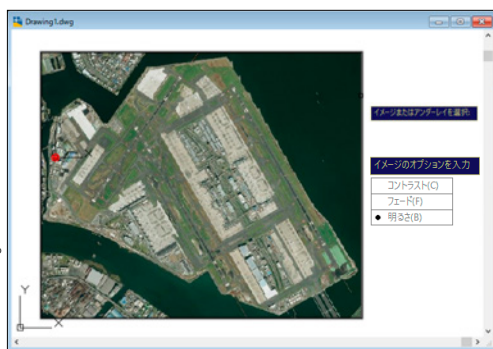 Drawing1.dwg
イメージまたはアンダーレイを選択:
イメージのオプションを入力
コントラスト(C)
フェード(F)
● 明るさ(B)
Y
X